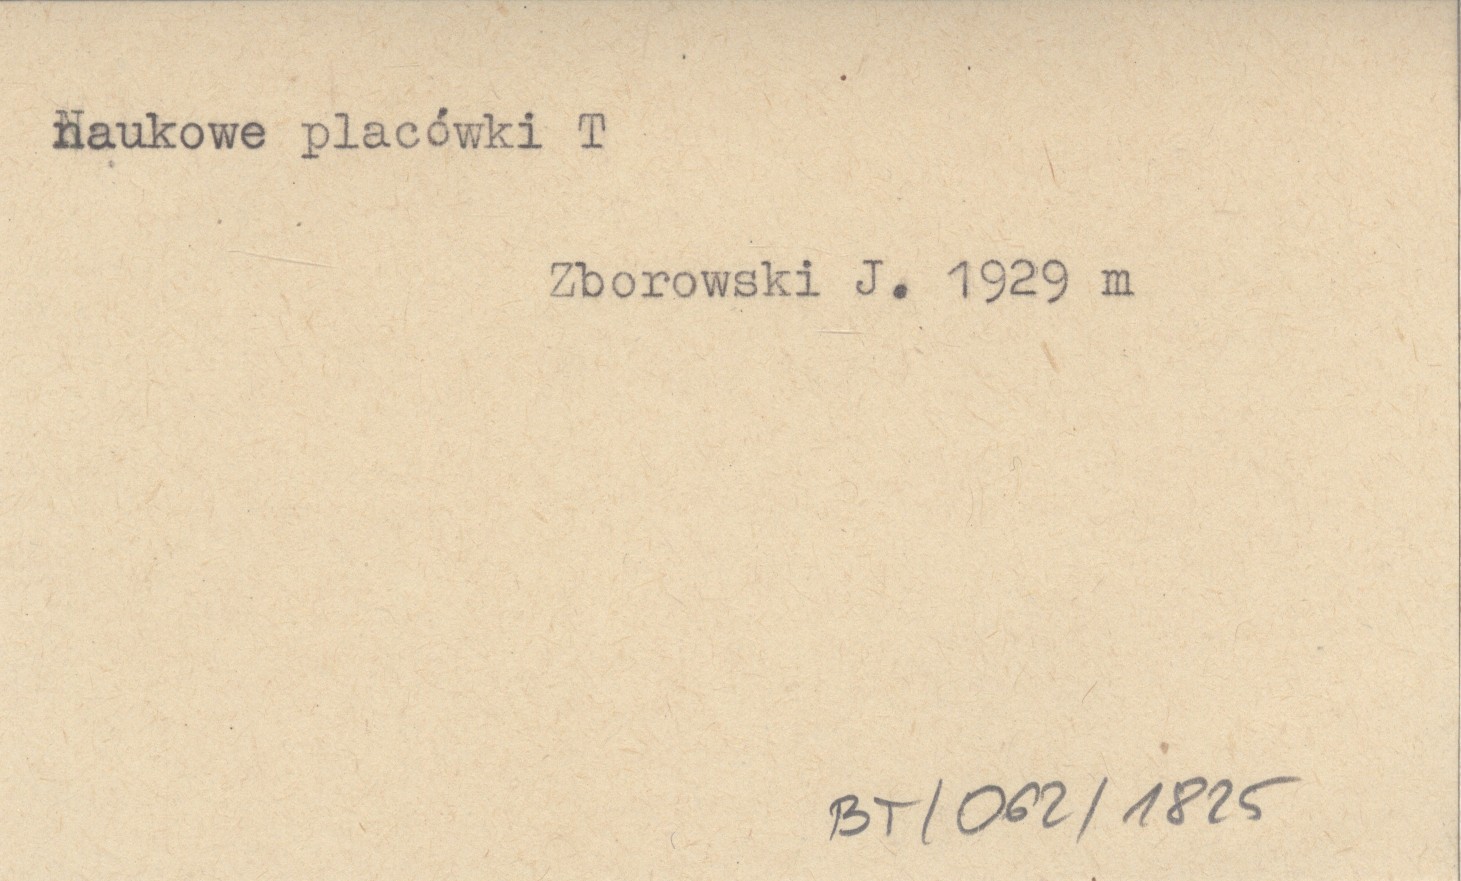 Naukowe placówki T
Zborowski J. 1929 m
BT/062/1825